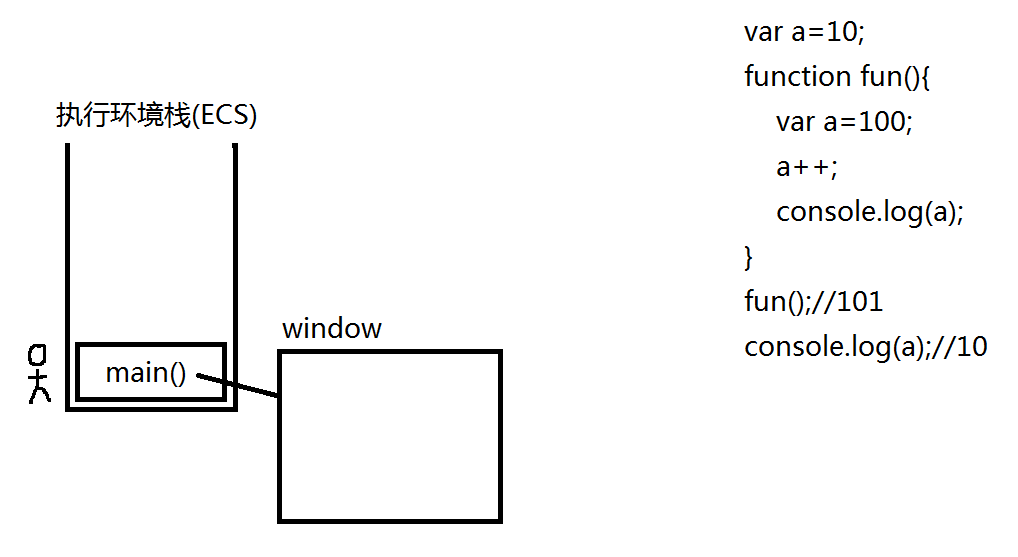 执行环境栈(ECS)
main()
window
var a=10;
function fun(){
var a=100;
a++;
console.log(a);
}
fun();//101
console.log(a);//10